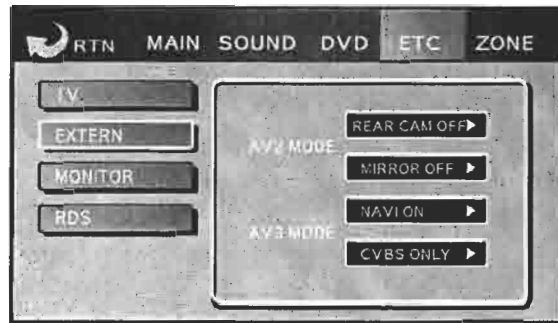 RTN MAIN SOUND DVD ETC ZONE
TV
EXTERN
MONITOR
RDS
AV2 MODE
REAR CAM OFF
MIRROR OFF
AV3 MODE
NAVI ON
CVBS ONLY